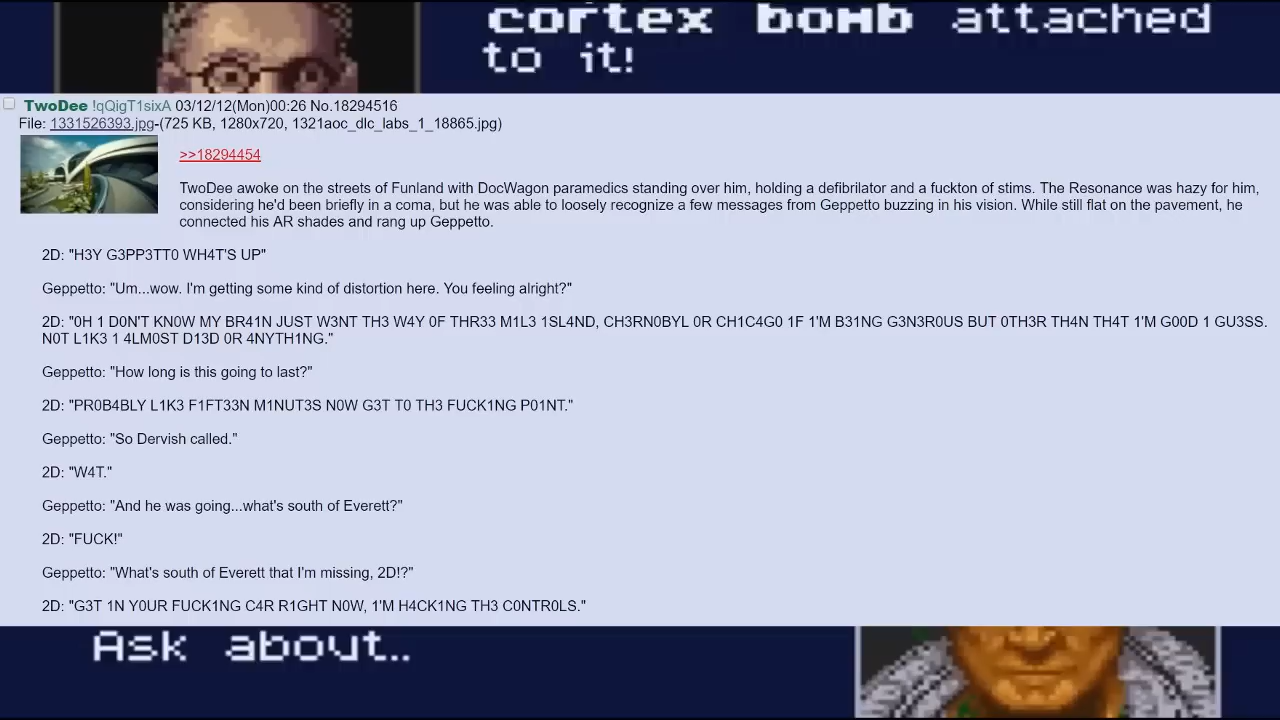 cortex bomb attached
to it!
TwoDee !qQigT1sixA 03/12/12(Mon)00:26 No.18294516
File: 1331526393.jpg-(725 KB, 1280x720, 1321aoc_dlc_labs_1_18865.jpg)
>>18294454
TwoDee awoke on the streets of Funland with DocWagon paramedics standing over him, holding a defibrilator and a fuckton of stims. The Resonance was hazy for him,
considering he'd been briefly in a coma, but he was able to loosely recognize a few messages from Geppetto buzzing in his vision. While still flat on the pavement, he
connected his AR shades and rang up Geppetto.
2D: "H3Y G3PP3TT0 WH4T'S UP"
Geppetto: "Um...wow. I'm getting some kind of distortion here. You feeling alright?"
2D: "0H 1 D0N'T KN0W MY BR41N JUST W3NT TH3 W4Y 0F THR33 M1L3 1SL4ND, CH3RN0BYL 0R CH1C4G0 1F 1'M B31NG G3N3R0US BUT 0TH3R TH4N TH4T 1'M G00D 1 GU3SS.
N0T L1K3 1 4LM0ST D13D 0R 4NYTH1NG."
Geppetto: "How long is this going to last?"
2D: "PR0B4BLY L1K3 F1FT33N M1NUT3S N0W G3T T0 TH3 FUCK1NG P01NT."
Geppetto: "So Dervish called."
2D: "W4T."
Geppetto: "And he was going...what's south of Everett?"
2D: "FUCK!"
Geppetto: "What's south of Everett that I'm missing, 2D!?"
2D: "G3T 1N Y0UR FUCK1NG C4R R1GHT N0W, 1'M H4CK1NG TH3 C0NTR0LS."
Ask about..